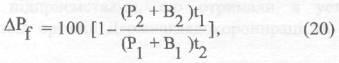 ΔP_f = 100 [1- (P_2 + B_2)t_1 / (P_1 + B_1)t_2 ], (20)